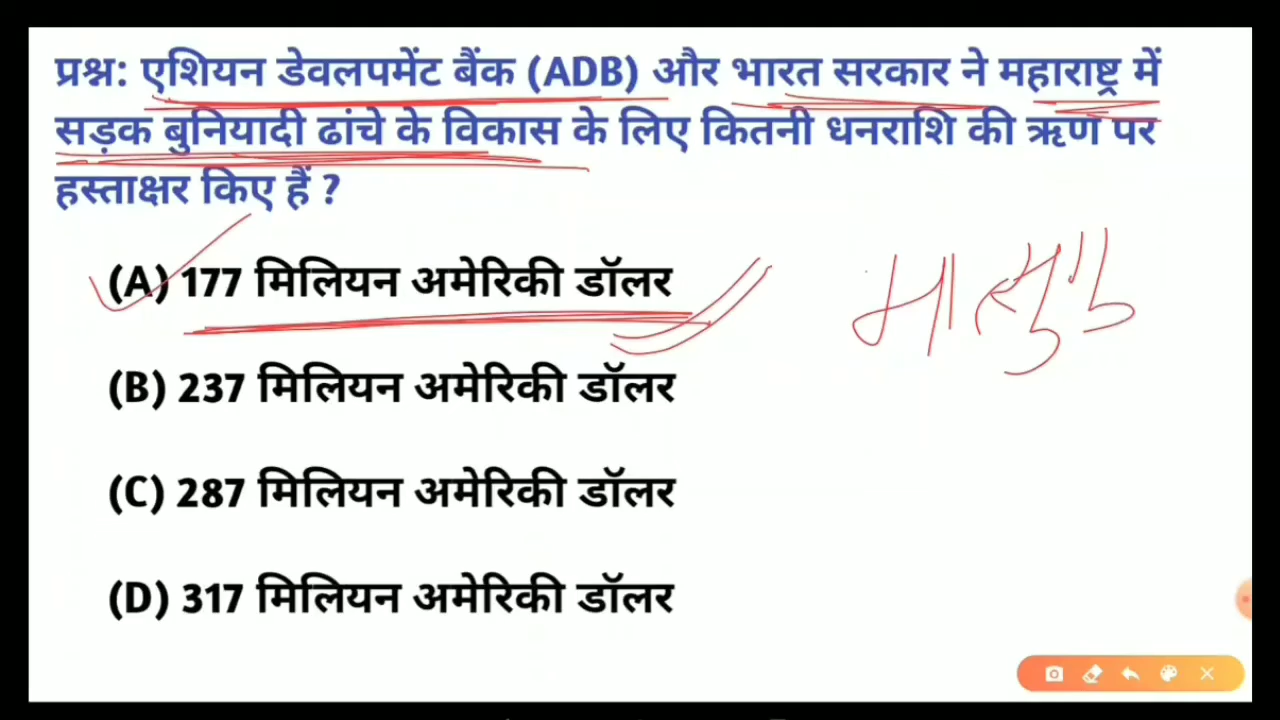 प्रश्न: एशियन डेवलपमेंट बैंक (ADB) और भारत सरकार ने महाराष्ट्र में
सड़क बुनियादी ढांचे के विकास के लिए कितनी धनराशि की ऋण पर
हस्ताक्षर किए हैं ?
(A) 177 मिलियन अमेरिकी डॉलर
(B) 237 मिलियन अमेरिकी डॉलर
(C) 287 मिलियन अमेरिकी डॉलर
(D) 317 मिलियन अमेरिकी डॉलर